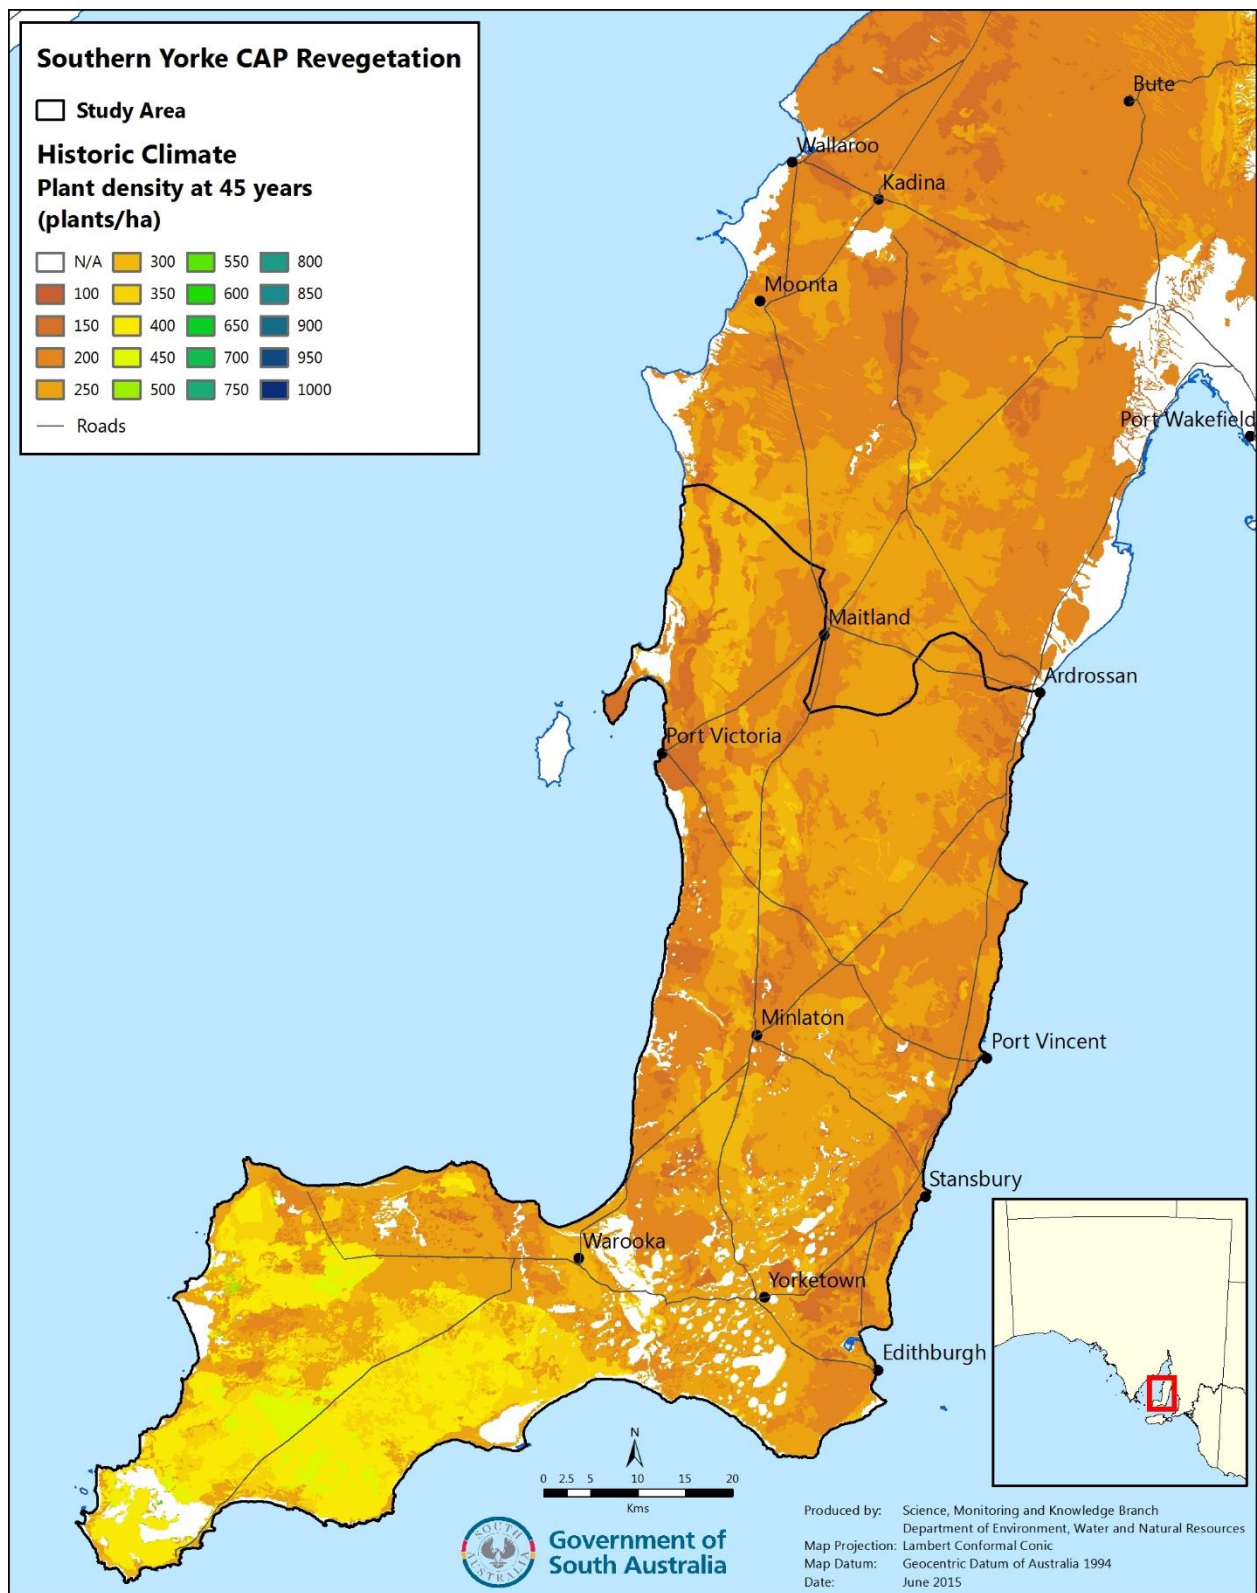 Southern Yorke CAP Revegetation
Study Area
Historic Climate
Plant density at 45 years
(plants/ha)
N/A 300 550 800
100 350 600 850
150 400 650 900
200 450 700 950
250 500 750 1000
Roads
Bute
Wallaroo
Kadina
Moonta
Port Wakefield
Maitland
Ardrossan
Port Victoria
Minlaton
Port Vincent
Stansbury
Warooka
Yorketown
Edithburgh
N
0 2.5 5 10 15 20
Kms
SOUTH AUSTRALIA
Government of
South Australia
Produced by: Science, Monitoring and Knowledge Branch
Department of Environment, Water and Natural Resources
Map Projection: Lambert Conformal Conic
Map Datum: Geocentric Datum of Australia 1994
Date: June 2015